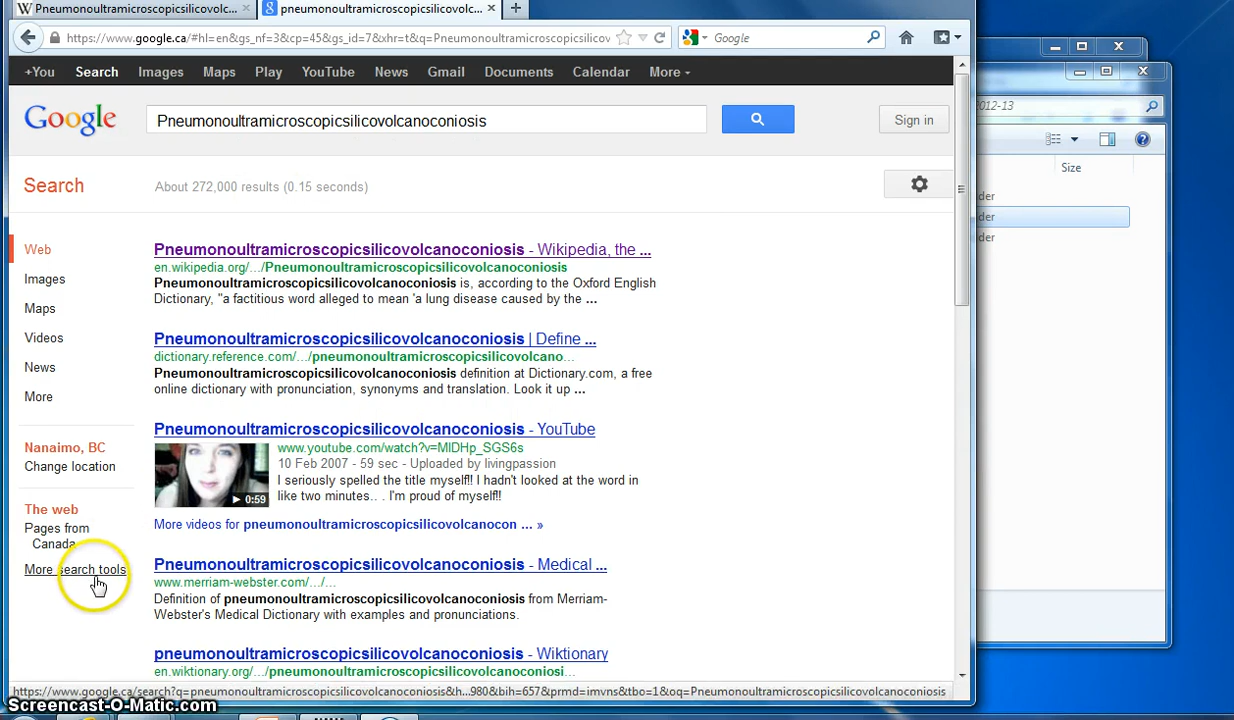 Pneumonoultramicroscopicsilicovolc...
pneumonoultramicroscopicsilicovolc...
https://www.google.ca/#hl=en&gs_nf=3&cp=45&gs_id=7&xhr=t&q=Pneumonoultramicroscopicsilicov
Google
+You Search Images Maps Play YouTube News Gmail Documents Calendar More
Google
Pneumonoultramicroscopicsilicovolcanoconiosis
Sign in
2012-13
Size
der
der
der
Search
About 272,000 results (0.15 seconds)
Web
Images
Maps
Videos
News
More
Nanaimo, BC
Change location
The web
Pages from
Canada
More search tools
Pneumonoultramicroscopicsilicovolcanoconiosis - Wikipedia, the ...
en.wikipedia.org/.../Pneumonoultramicroscopicsilicovolcanoconiosis
Pneumonoultramicroscopicsilicovolcanoconiosis is, according to the Oxford English
Dictionary, "a factitious word alleged to mean 'a lung disease caused by the ...
Pneumonoultramicroscopicsilicovolcanoconiosis | Define ...
dictionary.reference.com/.../pneumonoultramicroscopicsilicovolcano...
Pneumonoultramicroscopicsilicovolcanoconiosis definition at Dictionary.com, a free
online dictionary with pronunciation, synonyms and translation. Look it up ...
Pneumonoultramicroscopicsilicovolcanoconiosis - YouTube
www.youtube.com/watch?v=MIDHp_SGS6s
10 Feb 2007 - 59 sec - Uploaded by livingpassion
I seriously spelled the title myself!! I hadn't looked at the word in
like two minutes.. . I'm proud of myself!!
0:59
More videos for pneumonoultramicroscopicsilicovolcanocon ... »
Pneumonoultramicroscopicsilicovolcanoconiosis - Medical ...
www.merriam-webster.com/.../...
Definition of pneumonoultramicroscopicsilicovolcanoconiosis from Merriam-
Webster's Medical Dictionary with examples and pronunciations.
pneumonoultramicroscopicsilicovolcanoconiosis - Wiktionary
en.wiktionary.org/.../pneumonoultramicroscopicsilicovolcanoconiosi...
https://www.google.ca/search?q=pneumonoultramicroscopicsilicovolcanoconiosis&h...980&bih=657&prmd=imvns&tbo=1&oq=Pneumonoultramicroscopicsilicovolcanoconiosis
Screencast-O-Matic.com